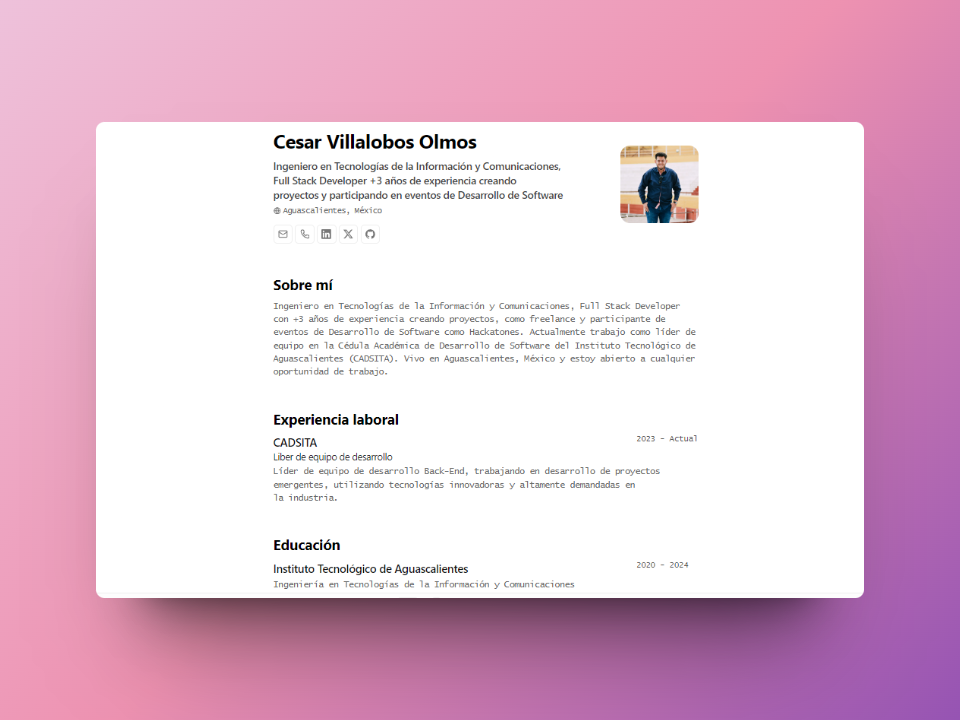 Cesar Villalobos Olmos
Ingeniero en Tecnologías de la Información y Comunicaciones,
Full Stack Developer +3 años de experiencia creando
proyectos y participando en eventos de Desarrollo de Software
Aguascalientes, México
Sobre mí
Ingeniero en Tecnologías de la Información y Comunicaciones, Full Stack Developer
con +3 años de experiencia creando proyectos, como freelance y participante de
eventos de Desarrollo de Software como Hackatones. Actualmente trabajo como líder de
equipo en la Cédula Académica de Desarrollo de Software del Instituto Tecnológico de
Aguascalientes (CADSITA). Vivo en Aguascalientes, México y estoy abierto a cualquier
oportunidad de trabajo.
Experiencia laboral
CADSITA
2023 - Actual
Liber de equipo de desarrollo
Líder de equipo de desarrollo Back-End, trabajando en desarrollo de proyectos
emergentes, utilizando tecnologías innovadoras y altamente demandadas en
la industria.
Educación
Instituto Tecnológico de Aguascalientes
2020 - 2024
Ingeniería en Tecnologías de la Información y Comunicaciones